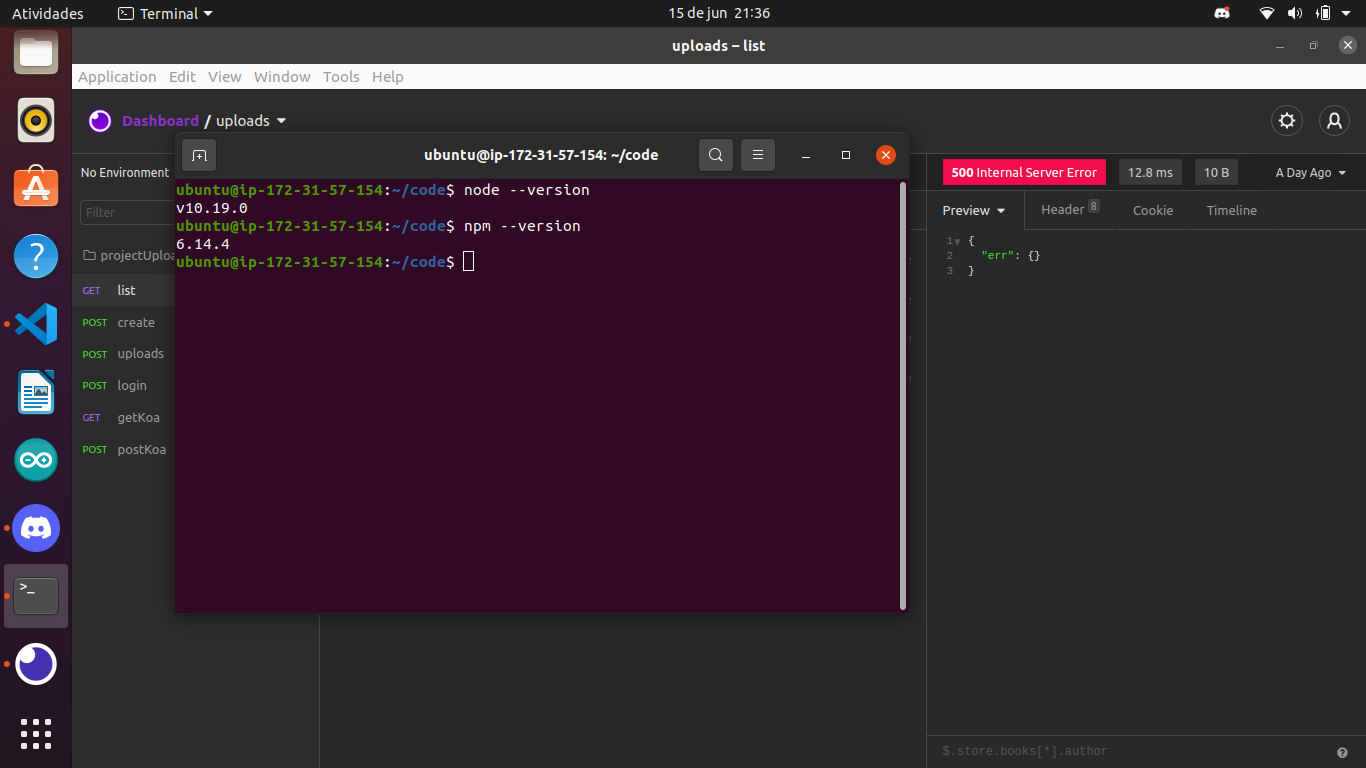 Atividades
Terminal
15 de jun 21:36
uploads – list
Application Edit View Window Tools Help
Dashboard / uploads
ubuntu@ip-172-31-57-154: ~/code
No Environment
Filter
GET list
POST create
POST uploads
POST login
GET getKoa
POST postKoa
ubuntu@ip-172-31-57-154:~/code$ node --version
v10.19.0
ubuntu@ip-172-31-57-154:~/code$ npm --version
6.14.4
ubuntu@ip-172-31-57-154:~/code$
500 Internal Server Error
12.8 ms
10 B
A Day Ago
Preview
Header 8
Cookie
Timeline
1 {
2 "err": {}
3 }
$.store.books[*].author